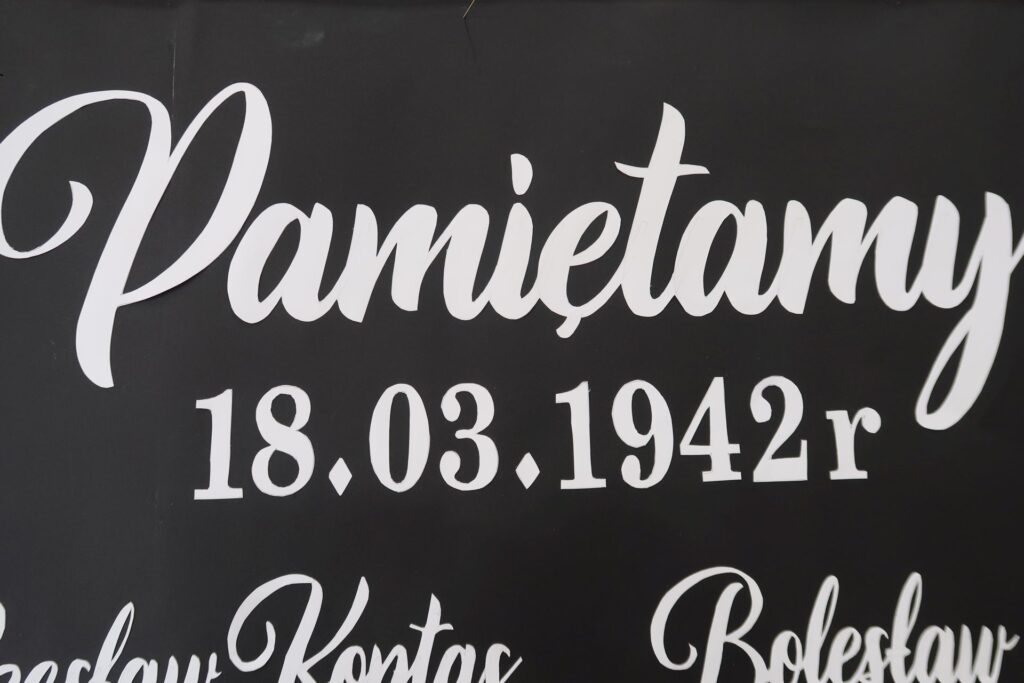 Pamiętamy
18.03.1942r
Kontas Bolesław